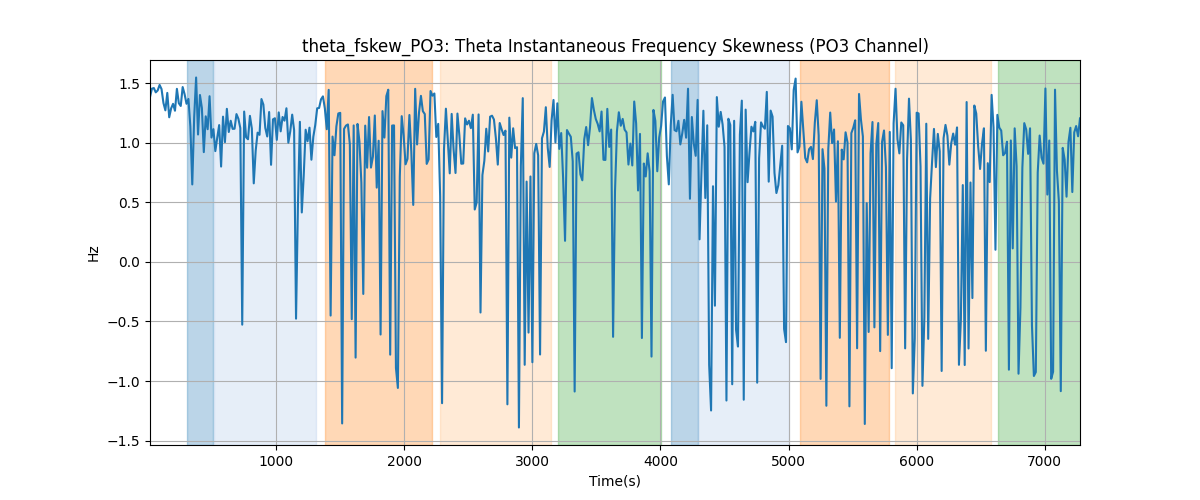 theta_fskew_PO3: Theta Instantaneous Frequency Skewness (PO3 Channel)
1.5
1.0
0.5
0.0
−0.5
−1.0
−1.5
Hz
1000 2000 3000 4000 5000 6000 7000
Time(s)